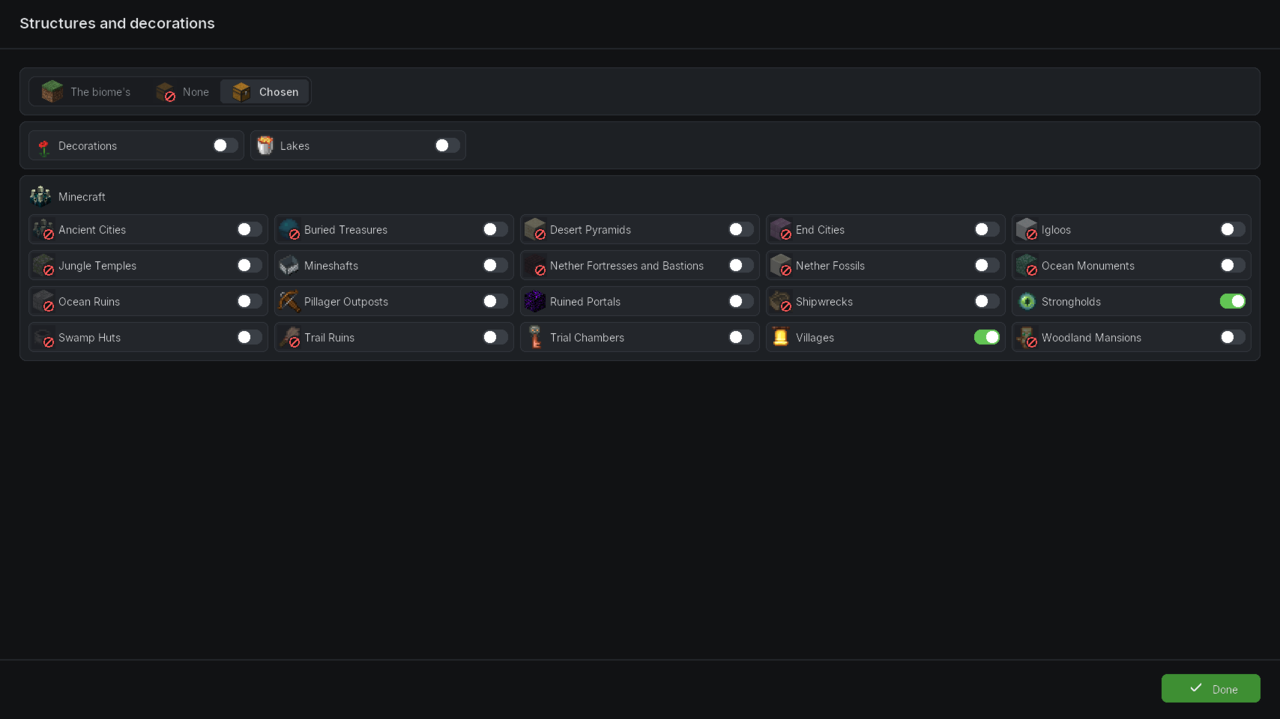 Structures and decorations
The biome's None Chosen
Decorations Lakes
Minecraft
Ancient Cities Buried Treasures Desert Pyramids End Cities Igloos
Jungle Temples Mineshafts Nether Fortresses and Bastions Nether Fossils Ocean Monuments
Ocean Ruins Pillager Outposts Ruined Portals Shipwrecks Strongholds
Swamp Huts Trail Ruins Trial Chambers Villages Woodland Mansions
Done